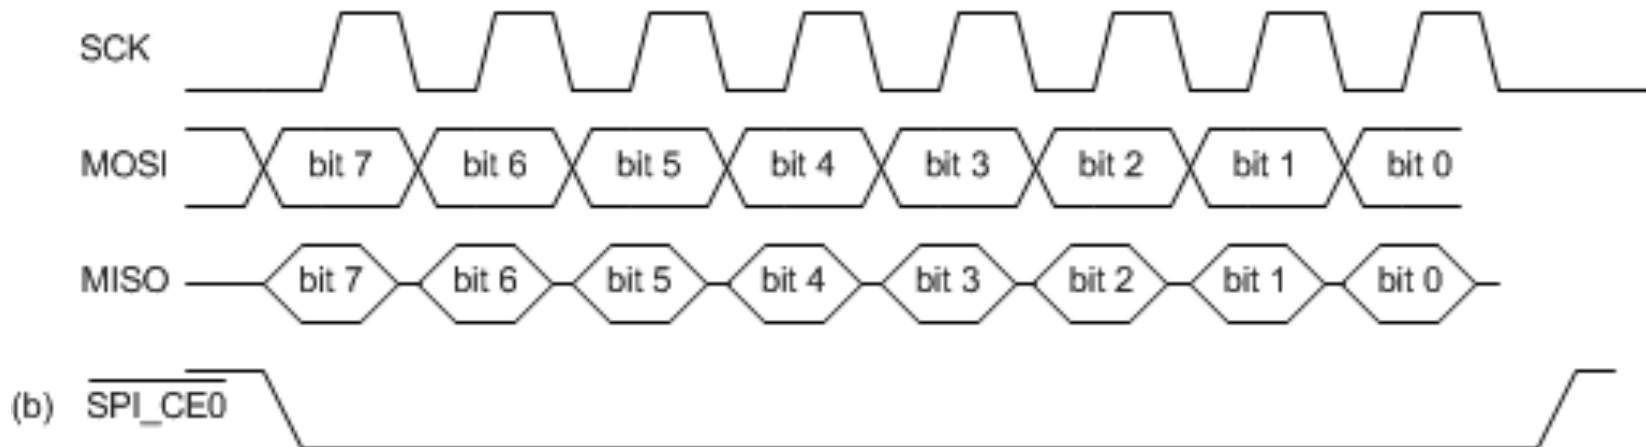 SCK
MOSI bit 7 bit 6 bit 5 bit 4 bit 3 bit 2 bit 1 bit 0
MISO bit 7 bit 6 bit 5 bit 4 bit 3 bit 2 bit 1 bit 0
(b) SPI_CE0